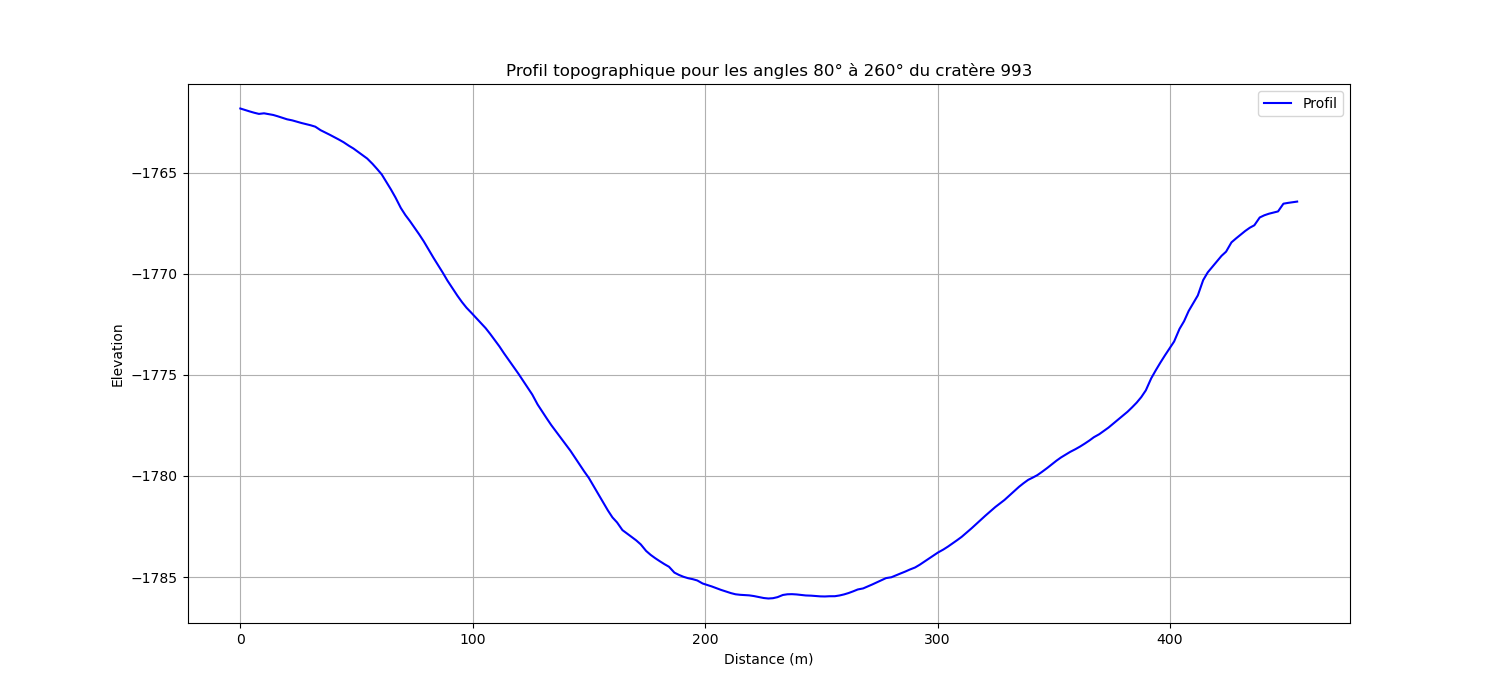 Profil topographique pour les angles 80° à 260° du cratère 993
Profil
Elevation
−1765
−1770
−1775
−1780
−1785
0 100 200 300 400
Distance (m)